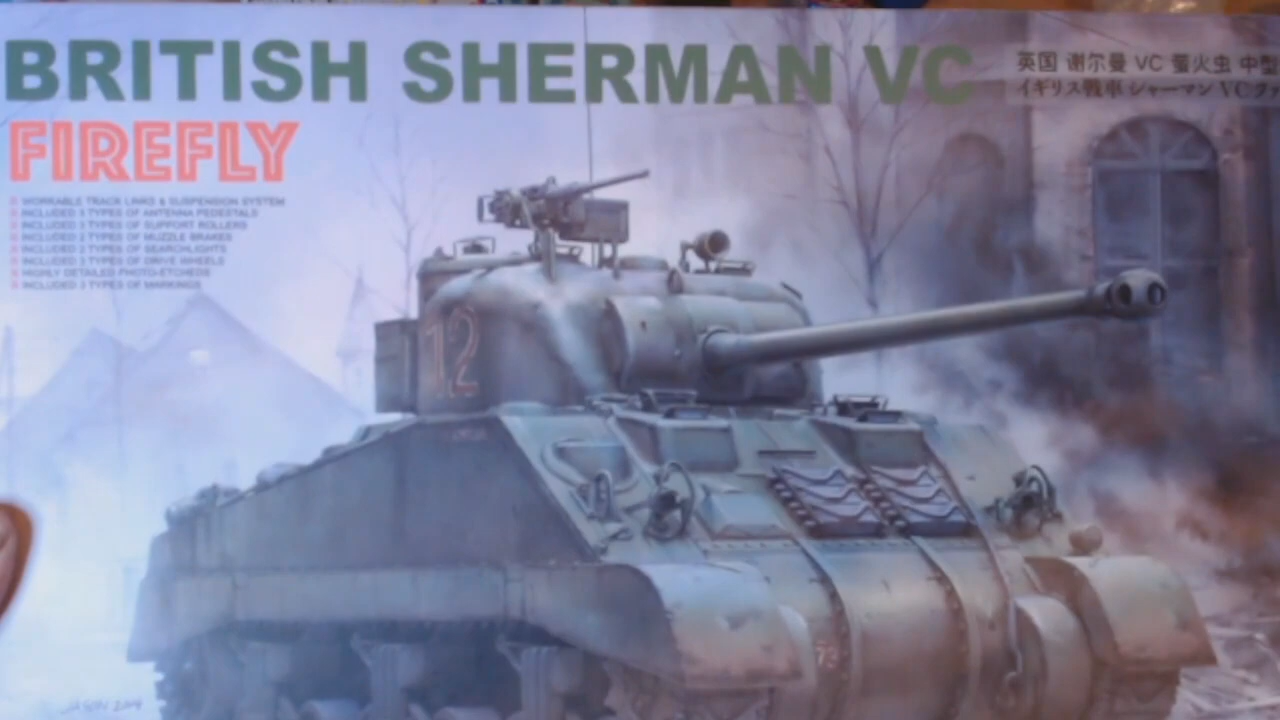 BRITISH SHERMAN VC
英国 谢尔曼 VC 萤火虫 中型
イギリス戦車 シャーマン VC ファ
FIREFLY
WORKABLE TRACK LINKS & SUSPENSION SYSTEM
INCLUDED 3 TYPES OF ANTENNA PEDESTALS
INCLUDED 3 TYPES OF SUPPORT ROLLERS
INCLUDED 2 TYPES OF MUZZLE BRAKES
INCLUDED 2 TYPES OF SEARCHLIGHTS
INCLUDED 3 TYPES OF DRIVE WHEELS
HIGHLY DETAILED PHOTO-ETCHEDS
INCLUDED 3 TYPES OF MARKINGS
12
73
JASON